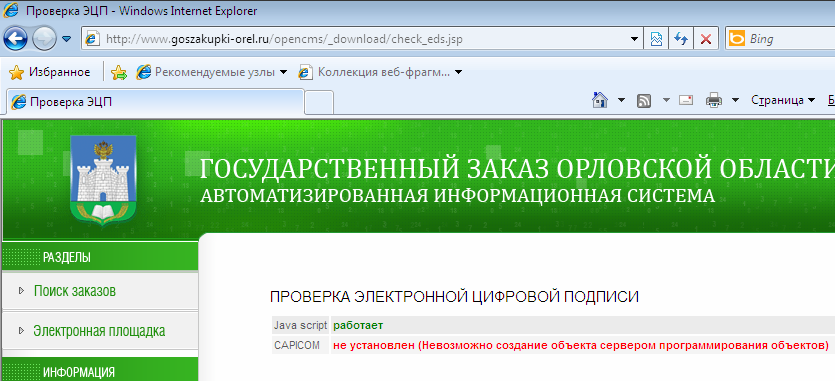 Проверка ЭЦП - Windows Internet Explorer
http://www.goszakupki-orel.ru/opencms/_download/check_eds.jsp
Bing
Избранное
Рекомендуемые узлы
Коллекция веб-фрагм...
Проверка ЭЦП
Страница
ГОСУДАРСТВЕННЫЙ ЗАКАЗ ОРЛОВСКОЙ ОБЛАСТИ
АВТОМАТИЗИРОВАННАЯ ИНФОРМАЦИОННАЯ СИСТЕМА
РАЗДЕЛЫ
Поиск заказов
Электронная площадка
ИНФОРМАЦИЯ
ПРОВЕРКА ЭЛЕКТРОННОЙ ЦИФРОВОЙ ПОДПИСИ
Java script работает
CAPICOM не установлен (Невозможно создание объекта сервером программирования объектов)